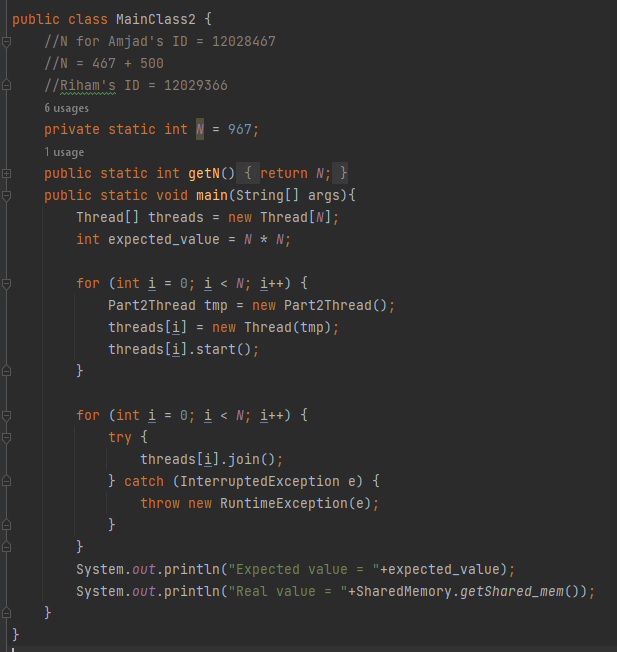 public class MainClass2 {
//N for Amjad's ID = 12028467
//N = 467 + 500
//Riham's ID = 12029366
6 usages
private static int N = 967;
1 usage
public static int getN() { return N; }
public static void main(String[] args){
Thread[] threads = new Thread[N];
int expected_value = N * N;
for (int i = 0; i < N; i++) {
Part2Thread tmp = new Part2Thread();
threads[i] = new Thread(tmp);
threads[i].start();
}
for (int i = 0; i < N; i++) {
try {
threads[i].join();
} catch (InterruptedException e) {
throw new RuntimeException(e);
}
}
System.out.println("Expected value = "+expected_value);
System.out.println("Real value = "+SharedMemory.getShared_mem());
}
}